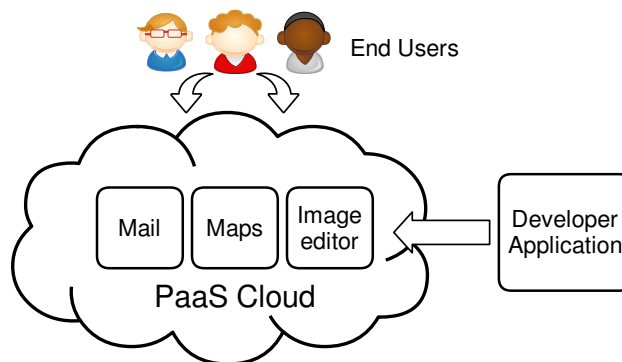 End Users
Mail
Maps
Image
editor
Developer
Application
PaaS Cloud